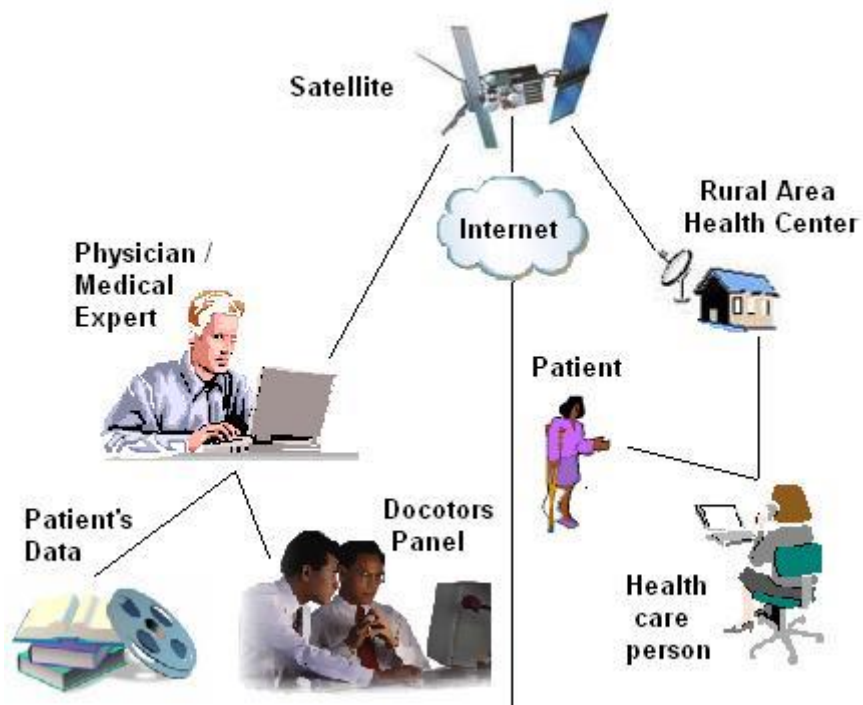 Satellite
Internet
Rural Area
Health Center
Physician /
Medical
Expert
Patient
Patient's
Data
Docotors
Panel
Health
care
person